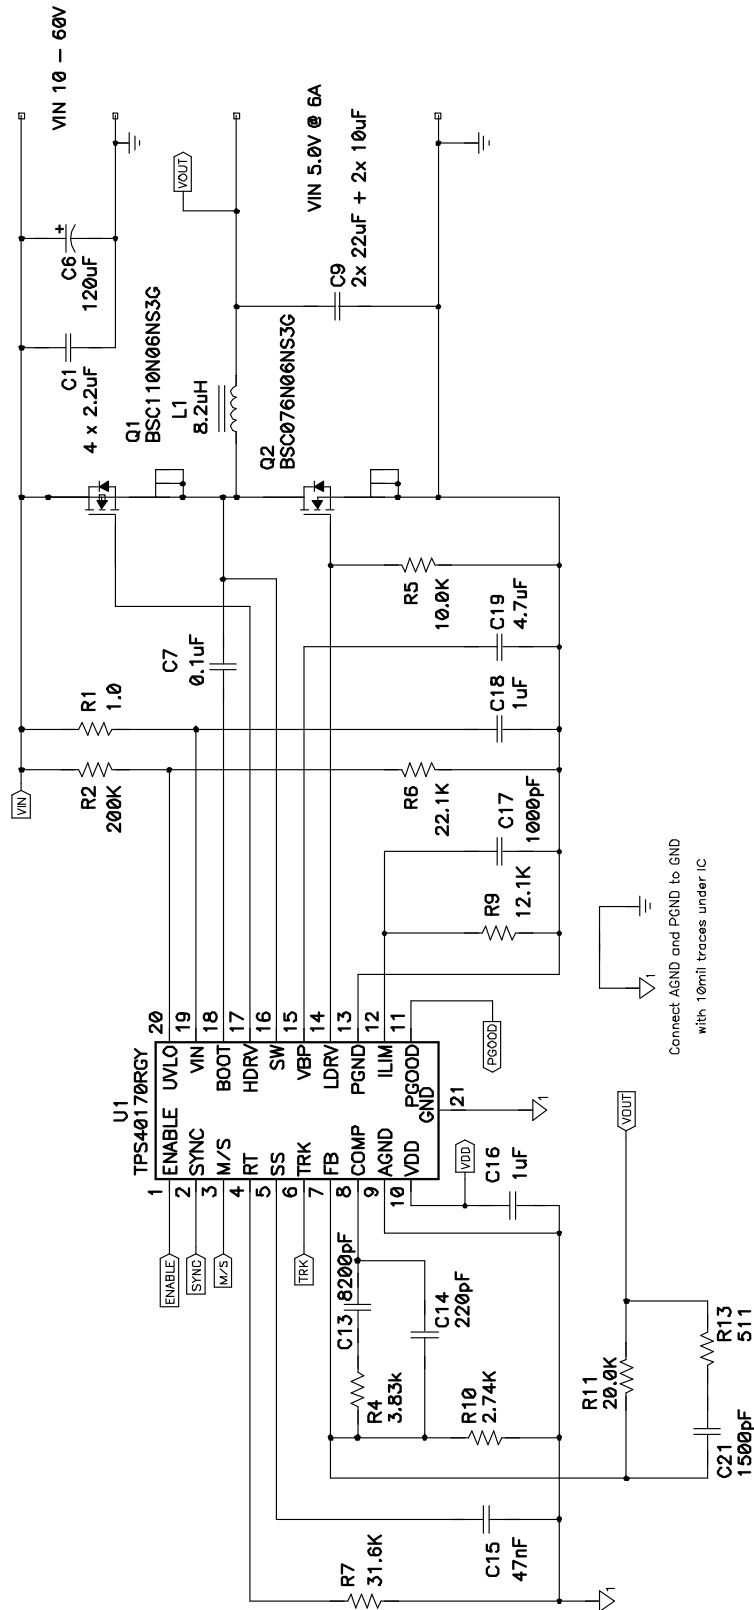 VIN 10 – 60V
C6
120uF
+
C1
4 x 2.2uF
VOUT
VIN 5.0V @ 6A
C9
2x 22uF + 2x 10uF
Q1
BSC110N06NS3G
L1
8.2uH
Q2
BSC076N06NS3G
C7
0.1uF
R5
10.0K
C19
4.7uF
C18
1uF
R1
1.0
R2
200K
VIN
R6
22.1K
C17
1000pF
R9
12.1K
Connect AGND and PGND to GND
with 10mil traces under IC
1
U1
TPS40170RGY
20 UVLO
19 VIN
18 BOOT
17 HDRV
16 SW
15 VBP
14 LDRV
13 PGND
12 ILIM
11 PGOOD
21 GND
1 ENABLE
2 SYNC
3 M/S
4 RT
5 SS
6 TRK
7 FB
8 COMP
9 AGND
10 VDD
PGOOD
1
VDD
C16
1uF
ENABLE
SYNC
M/S
TRK
C13
8200pF
C14
220pF
R4
3.83k
R10
2.74K
VOUT
R11
20.0K
R13
511
C21
1500pF
C15
47nF
R7
31.6K
1